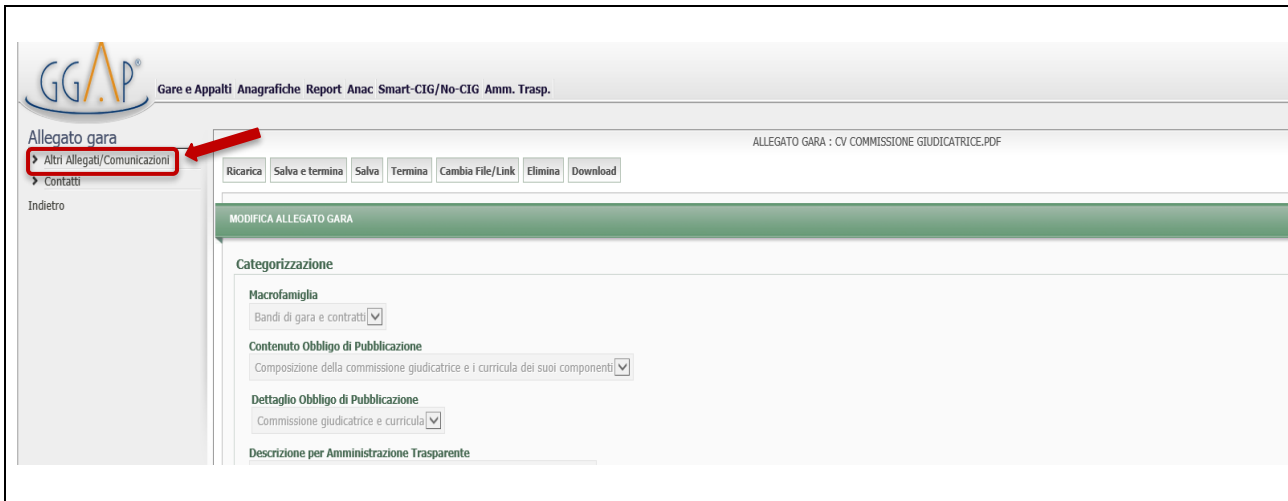 GGAP®
Gare e Appalti Anagrafiche Report Anac Smart-CIG/No-CIG Amm. Trasp.
Allegato gara
Altri Allegati/Comunicazioni
Contatti
Indietro
ALLEGATO GARA : CV COMMISSIONE GIUDICATRICE.PDF
Ricarica Salva e termina Salva Termina Cambia File/Link Elimina Download
MODIFICA ALLEGATO GARA
Categorizzazione
Macrofamiglia
Bandi di gara e contratti
Contenuto Obbligo di Pubblicazione
Composizione della commissione giudicatrice e i curricula dei suoi componenti
Dettaglio Obbligo di Pubblicazione
Commissione giudicatrice e curricula
Descrizione per Amministrazione Trasparente